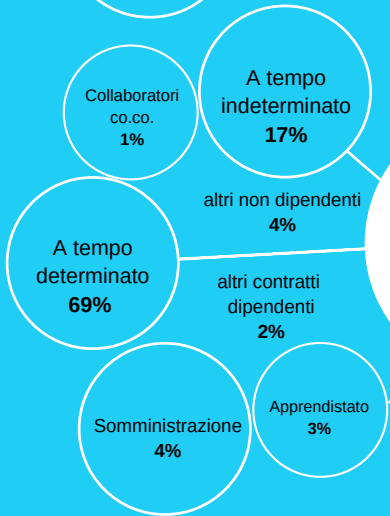 Collaboratori
co.co.
1%
A tempo
indeterminato
17%
altri non dipendenti
4%
A tempo
determinato
69%
altri contratti
dipendenti
2%
Somministrazione
4%
Apprendistato
3%